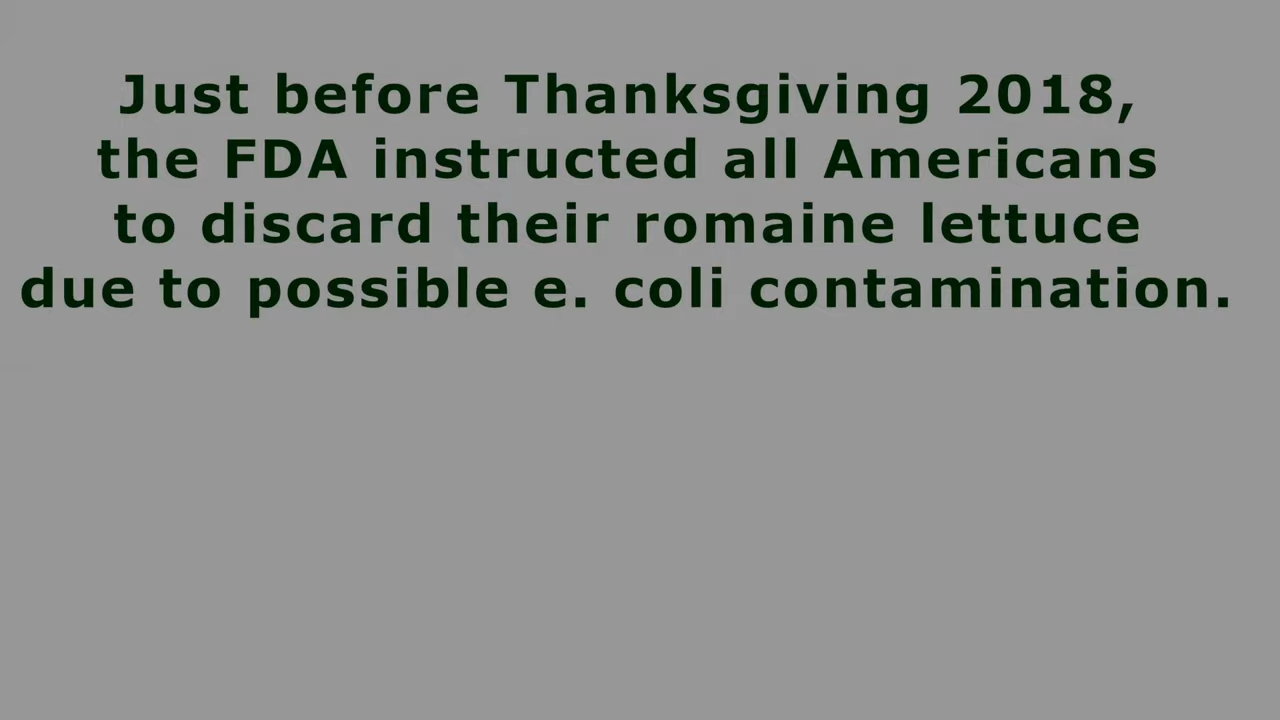 Just before Thanksgiving 2018,
the FDA instructed all Americans
to discard their romaine lettuce
due to possible e. coli contamination.